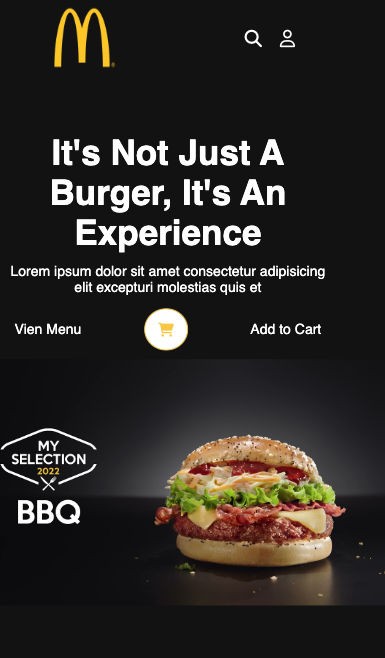 It's Not Just A
Burger, It's An
Experience
Lorem ipsum dolor sit amet consectetur adipisicing
elit excepturi molestias quis et
Vien Menu
Add to Cart
MY
SELECTION
2022
BBQ